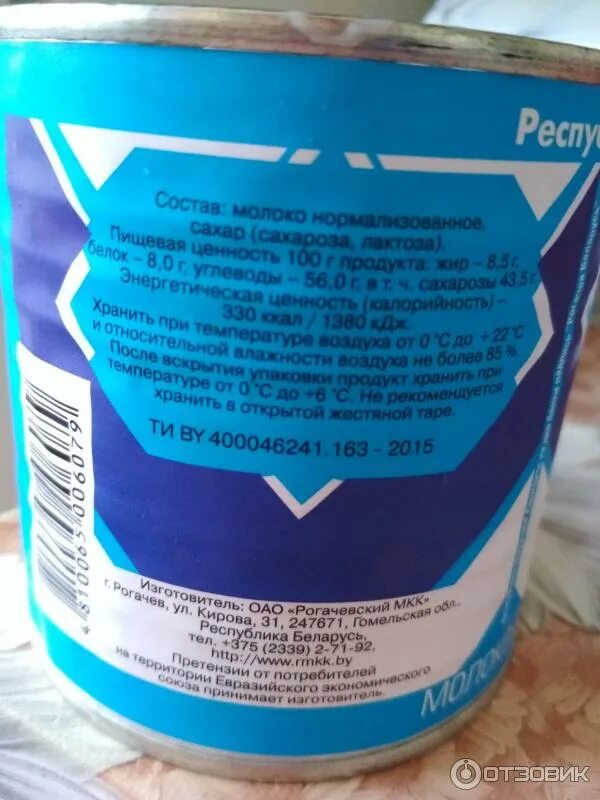 Респу
Состав: молоко нормализованное,
сахар (сахароза, лактоза).
Пищевая ценность 100 г продукта: жир – 8,5 г,
белок – 8,0 г, углеводы – 56,0 г, в т. ч. сахарозы 43,5 г
Энергетическая ценность (калорийность) –
330 ккал / 1380 кДж.
Хранить при температуре воздуха от 0 °С до +22°С
и относительной влажности воздуха не более 85 %.
После вскрытия упаковки продукт хранить при
температуре от 0 °С до +6 °С. Не рекомендуется
хранить в открытой жестяной таре.
ТИ BY 400046241.163 - 2015
4 810065 006079
Изготовитель: ОАО «Рогачевский МКК»
г. Рогачев, ул. Кирова, 31, 247671, Гомельская обл.,
Республика Беларусь,
тел. +375 (2339) 2-71-92,
http://www.rmkk.by
Претензии от потребителей
на территории Евразийского экономического
союза принимает изготовитель.
Молоко
ОТЗОВИК